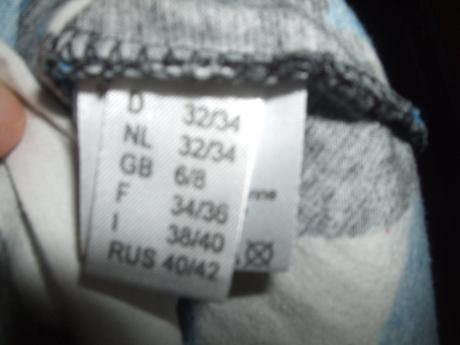 D 32/34
NL 32/34
GB 6/8
F 34/36
I 38/40
RUS 40/42